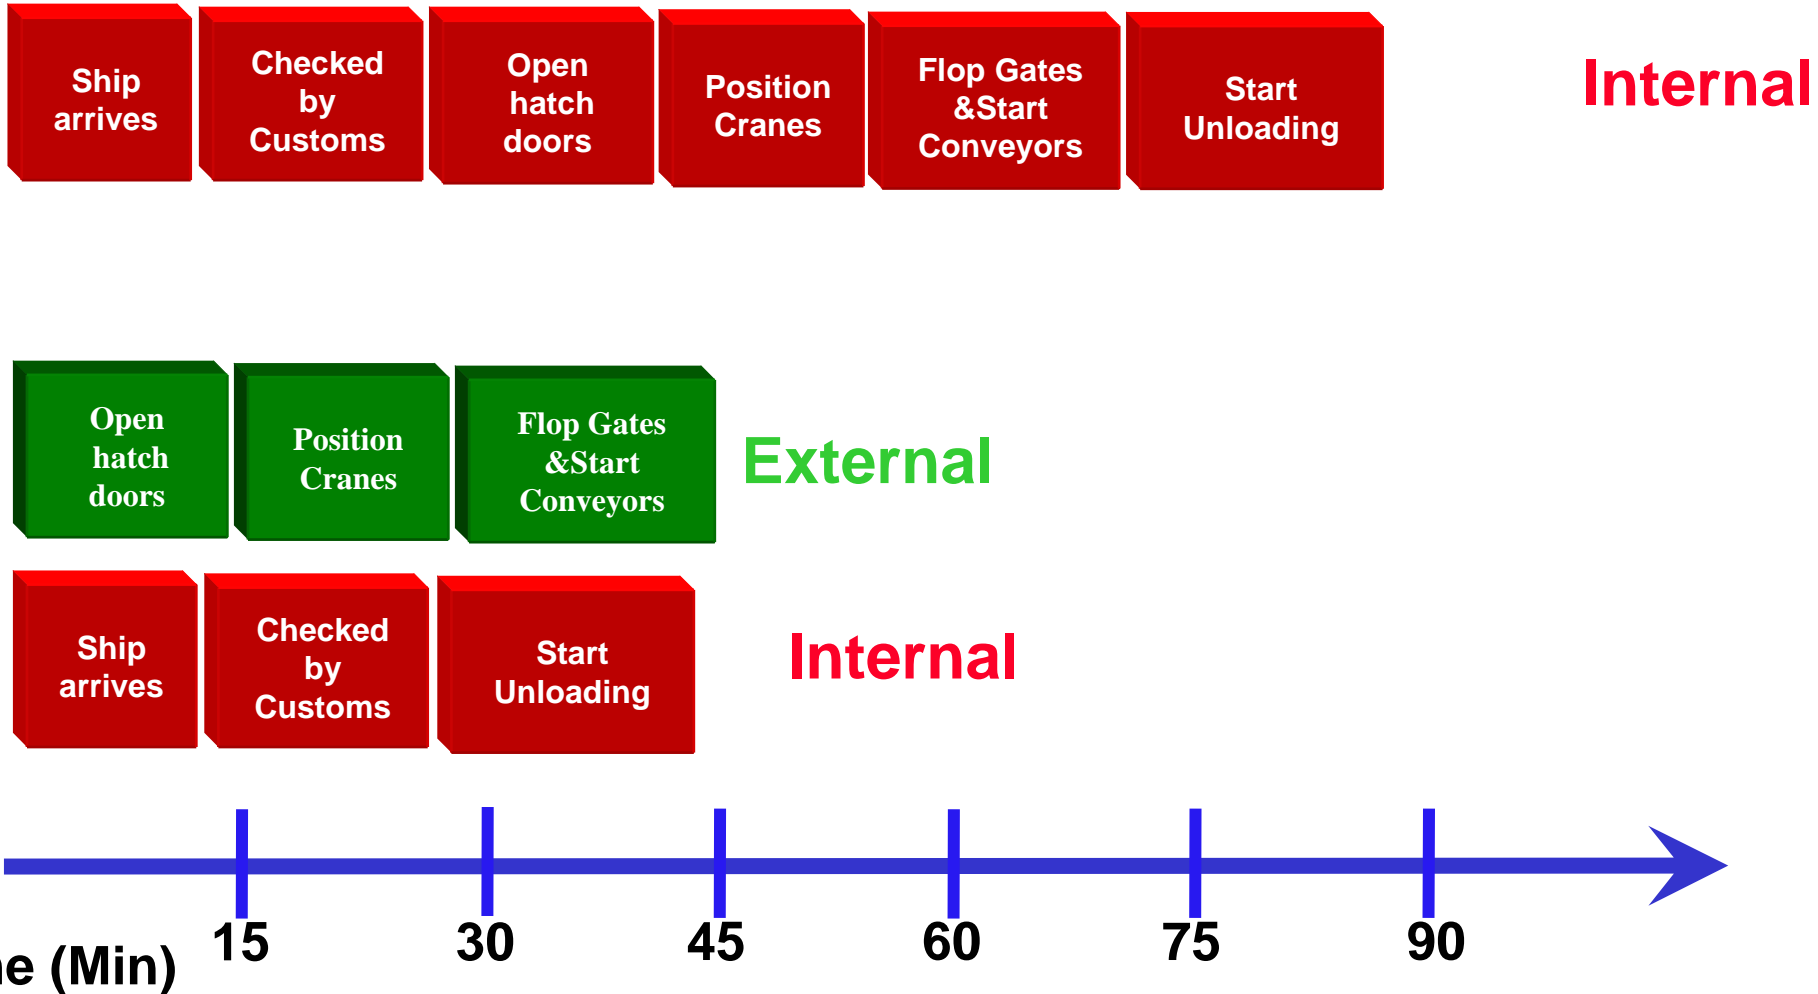 Ship
arrives
Checked
by
Customs
Open
hatch
doors
Position
Cranes
Flop Gates
&Start
Conveyors
Start
Unloading
Internal
Open
hatch
doors
Position
Cranes
Flop Gates
&Start
Conveyors
External
Ship
arrives
Checked
by
Customs
Start
Unloading
Internal
15 30 45 60 75 90
(Min)